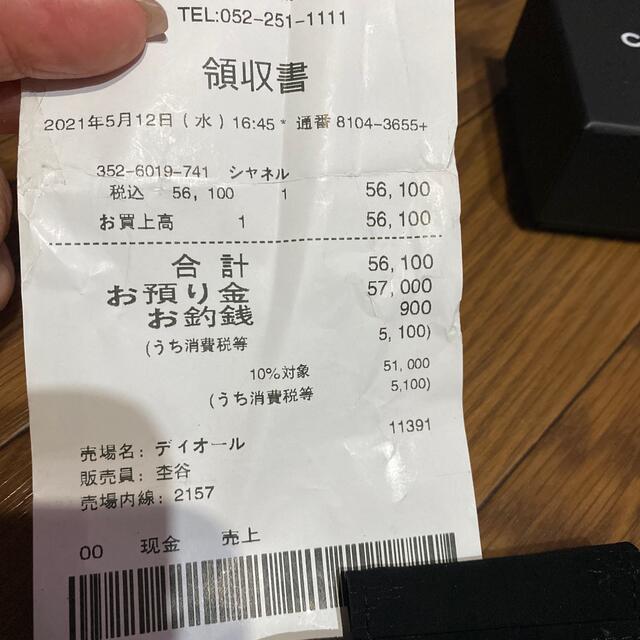 TEL:052-251-1111
領収書
2021年5月12日(水)16:45* 通番8104-3655+
352-6019-741 シャネル
税込 56,100 1 56,100
お買上高 1 56,100
合計 56,100
お預り金 57,000
お釣銭 900
(うち消費税等 5,100)
10%対象 51,000
(うち消費税等 5,100)
11391
売場名:ディオール
販売員:杢谷
売場内線:2157
00 現金 売上